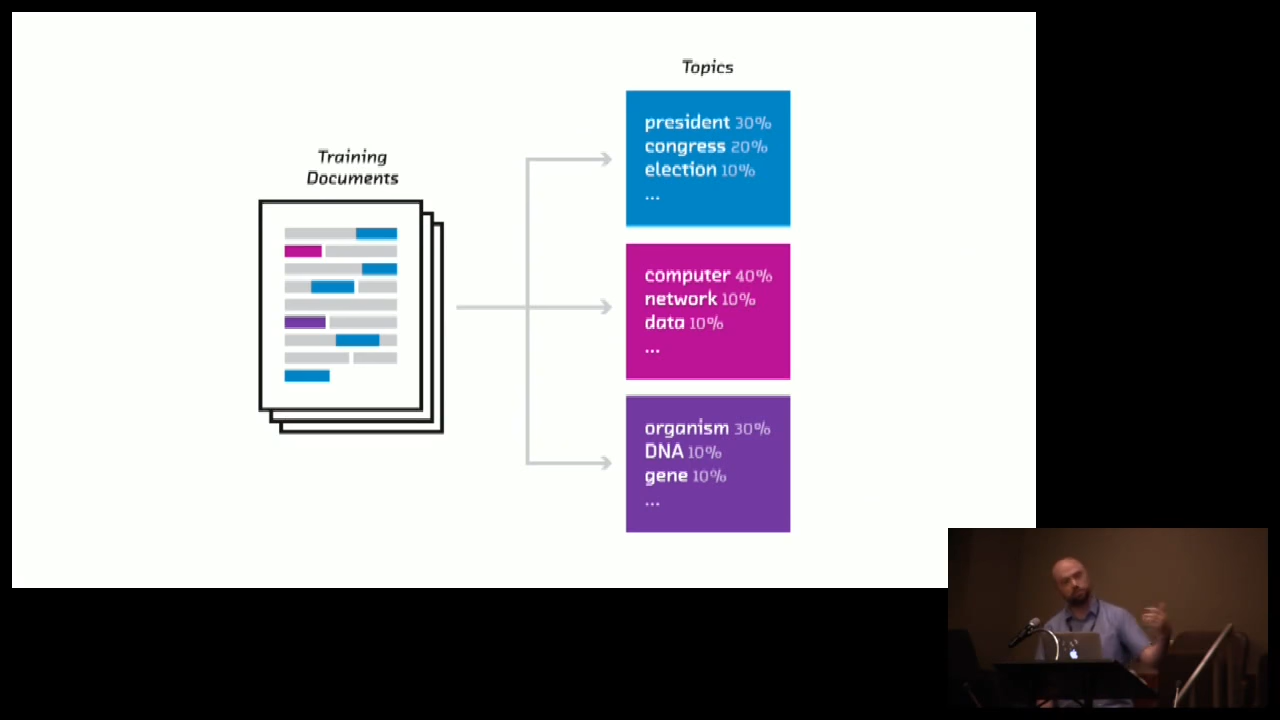 Topics
president 30%
congress 20%
election 10%
...
Training
Documents
computer 40%
network 10%
data 10%
...
organism 30%
DNA 10%
gene 10%
...